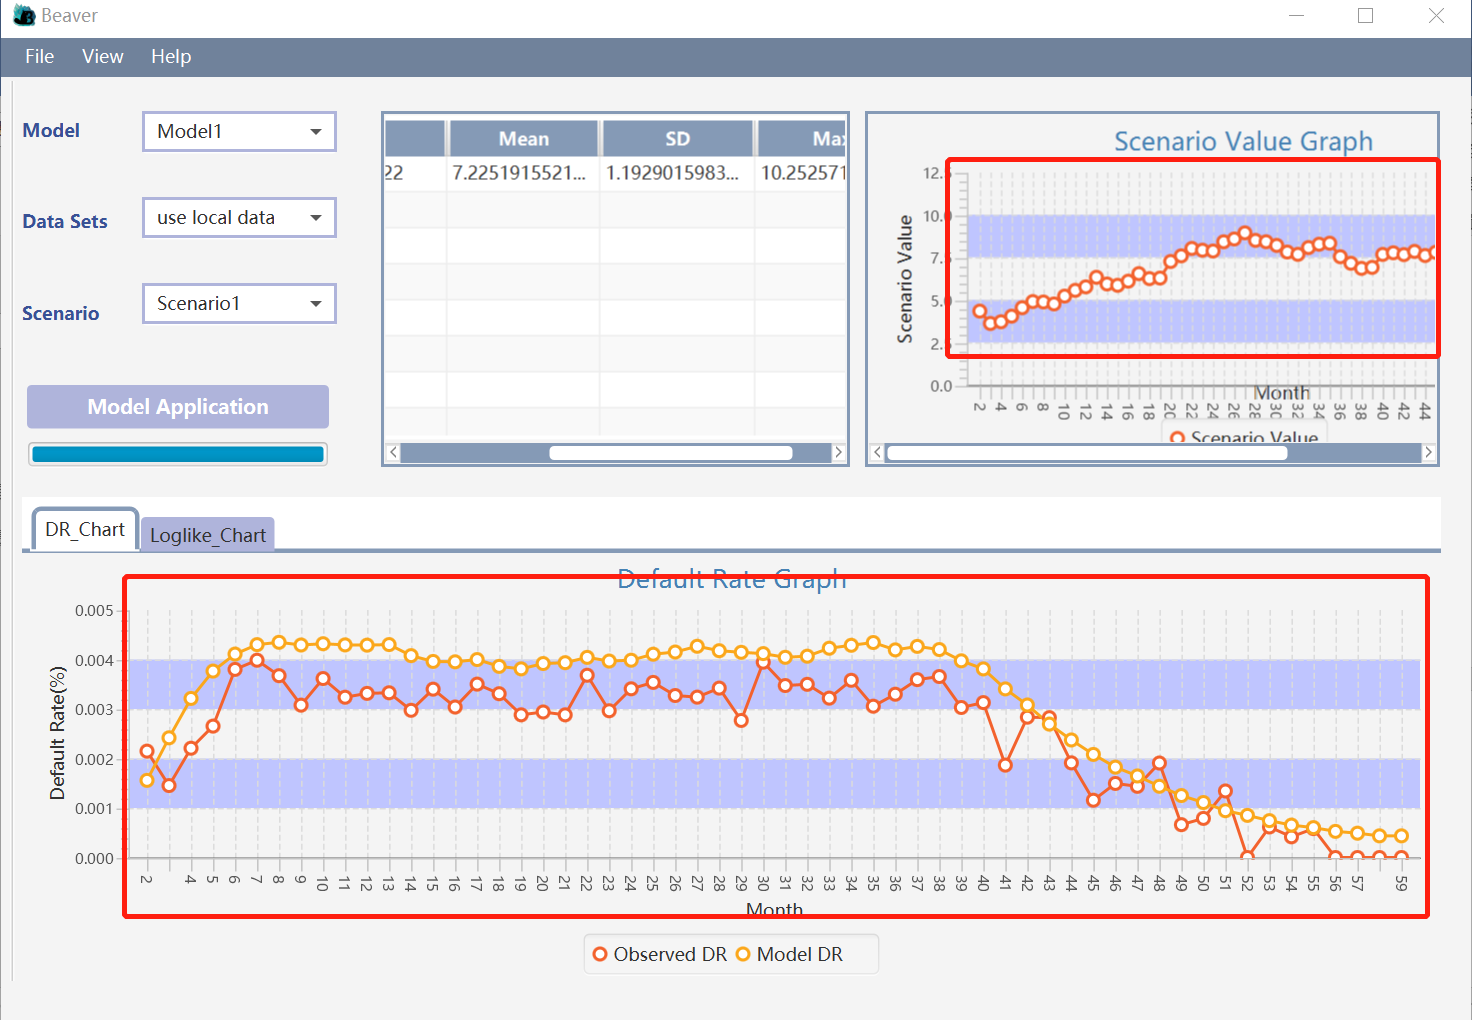 Beaver
File View Help
Model
Model1
Data Sets
use local data
Scenario
Scenario1
Model Application
Mean SD Max
22 7.2251915521... 1.1929015983... 10.252571
Scenario Value Graph
Scenario Value
12.5
10.0
7.5
5.0
2.5
0.0
2 4 6 8 10 12 14 16 18 20 22 24 26 28 30 32 34 36 38 40 42 44
Month
Scenario Value
DR_Chart Loglike_Chart
Default Rate Graph
Default Rate(%)
0.005
0.004
0.003
0.002
0.001
0.000
2 4 5 6 7 8 9 10 11 12 13 14 15 16 17 18 19 20 21 22 23 24 25 26 27 28 29 30 31 32 33 34 35 36 37 38 39 40 41 42 43 44 45 46 47 48 49 50 51 52 53 54 55 56 57 59
Month
Observed DR Model DR